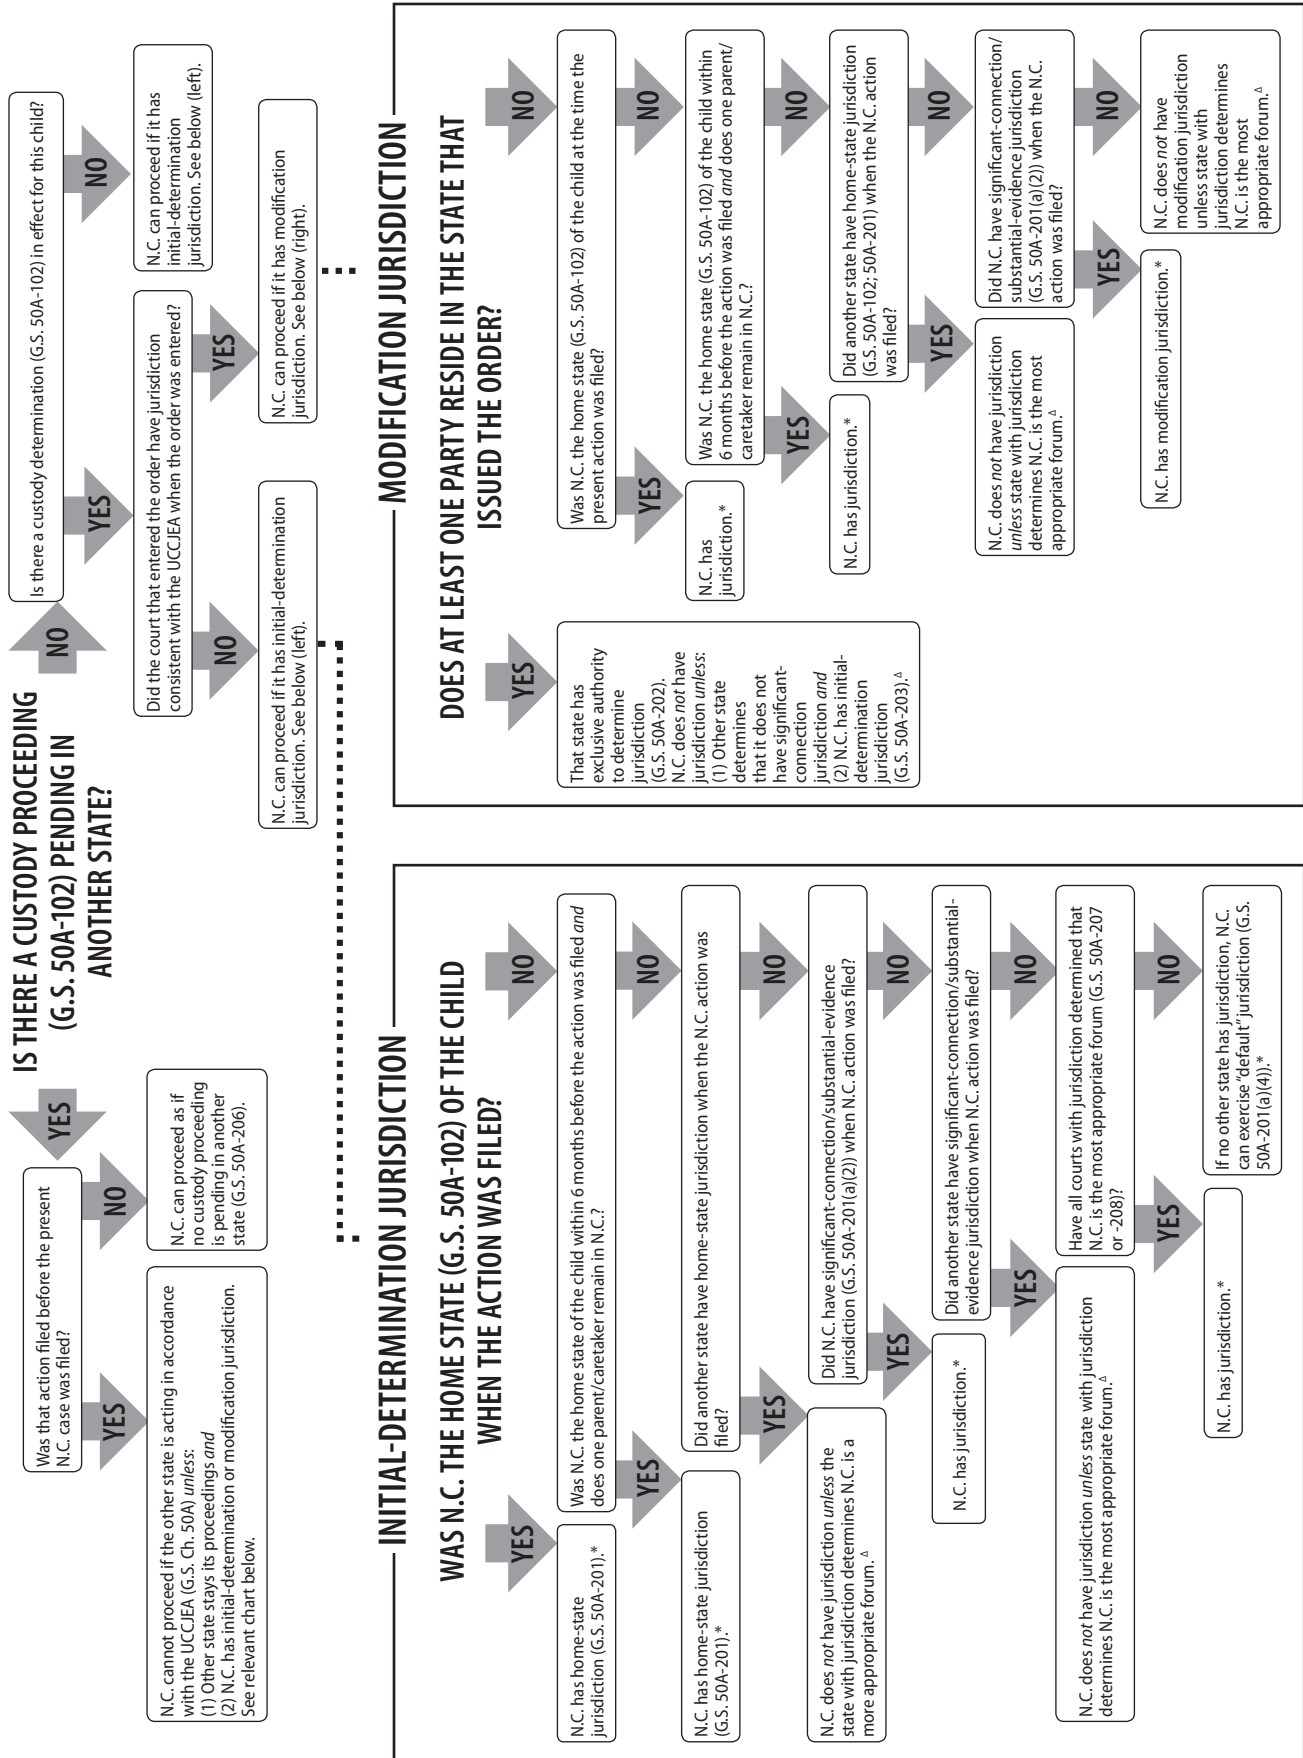 IS THERE A CUSTODY PROCEEDING
(G.S. 50A-102) PENDING IN
ANOTHER STATE?
YES
Was that action filed before the present
N.C. case was filed?
YES
N.C. cannot proceed if the other state is acting in accordance
with the UCCJEA (G.S. Ch. 50A) unless:
(1) Other state stays its proceedings and
(2) N.C. has initial-determination or modification jurisdiction.
See relevant chart below.
NO
N.C. can proceed as if
no custody proceeding
is pending in another
state (G.S. 50A-206).
NO
Is there a custody determination (G.S. 50A-102) in effect for this child?
YES
Did the court that entered the order have jurisdiction
consistent with the UCCJEA when the order was entered?
NO
N.C. can proceed if it has initial-determination
jurisdiction. See below (left).
YES
N.C. can proceed if it has modification
jurisdiction. See below (right).
NO
N.C. can proceed if it has
initial-determination
jurisdiction. See below (left).
INITIAL-DETERMINATION JURISDICTION
WAS N.C. THE HOME STATE (G.S. 50A-102) OF THE CHILD
WHEN THE ACTION WAS FILED?
YES
N.C. has home-state
jurisdiction (G.S. 50A-201).*
NO
Was N.C. the home state of the child within 6 months before the action was filed and
does one parent/caretaker remain in N.C.?
YES
N.C. has home-state jurisdiction
(G.S. 50A-201).*
NO
Did another state have home-state jurisdiction when the N.C. action was
filed?
YES
N.C. does not have jurisdiction unless the
state with jurisdiction determines N.C. is a
more appropriate forum. Δ
NO
Did N.C. have significant-connection/substantial-evidence
jurisdiction (G.S. 50A-201(a)(2)) when N.C. action was filed?
YES
N.C. has jurisdiction.*
NO
Did another state have significant-connection/substantial-
evidence jurisdiction when N.C. action was filed?
YES
N.C. does not have jurisdiction unless state with jurisdiction
determines N.C. is the most appropriate forum.Δ
NO
Have all courts with jurisdiction determined that
N.C. is the most appropriate forum (G.S. 50A-207
or -208)?
YES
N.C. has jurisdiction.*
NO
If no other state has jurisdiction, N.C.
can exercise "default" jurisdiction (G.S.
50A-201(a)(4)).*
MODIFICATION JURISDICTION
DOES AT LEAST ONE PARTY RESIDE IN THE STATE THAT
ISSUED THE ORDER?
YES
That state has
exclusive authority
to determine
jurisdiction
(G.S. 50A-202).
N.C. does not have
jurisdiction unless:
(1) Other state
determines
that it does not
have significant-
connection
jurisdiction and
(2) N.C. has initial-
determination
jurisdiction
(G.S. 50A-203).Δ
NO
Was N.C. the home state (G.S. 50A-102) of the child at the time the
present action was filed?
YES
N.C. has
jurisdiction.*
NO
Was N.C. the home state (G.S. 50A-102) of the child within
6 months before the action was filed and does one parent/
caretaker remain in N.C.?
YES
N.C. has jurisdiction.*
NO
Did another state have home-state jurisdiction
(G.S. 50A-102; 50A-201) when the N.C. action
was filed?
YES
N.C. does not have jurisdiction
unless state with jurisdiction
determines N.C. is the most
appropriate forum.Δ
NO
Did N.C. have significant-connection/
substantial-evidence jurisdiction
(G.S. 50A-201(a)(2)) when the N.C.
action was filed?
YES
N.C. has modification jurisdiction.*
NO
N.C. does not have
modification jurisdiction
unless state with
jurisdiction determines
N.C. is the most
appropriate forum.Δ